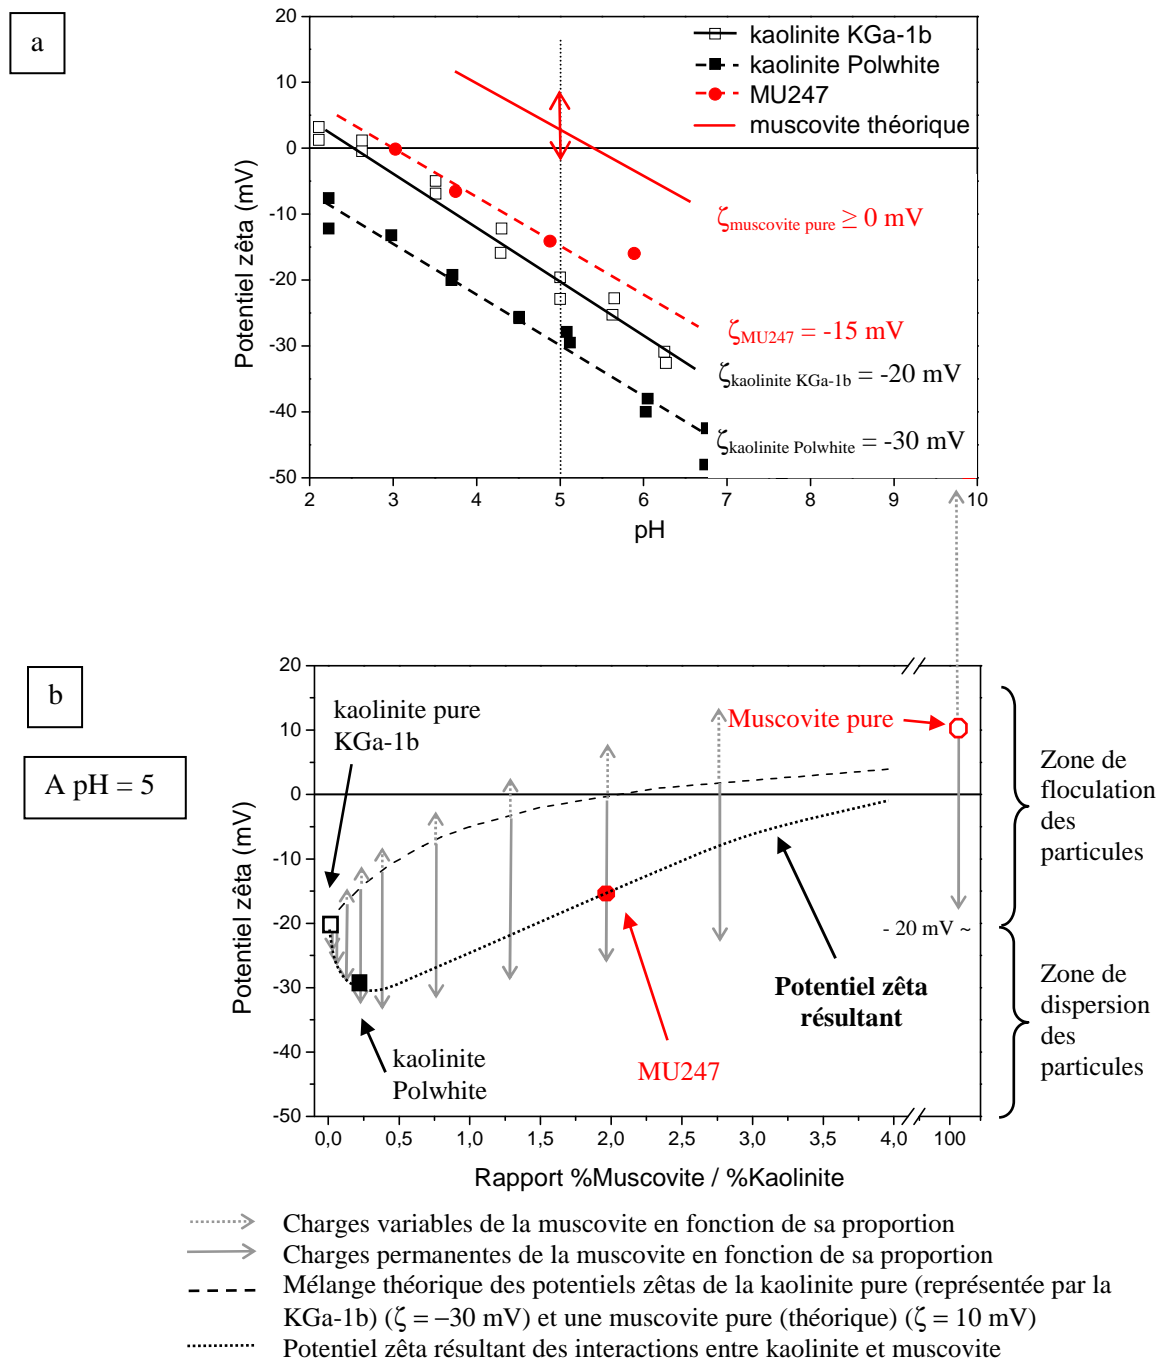 a
20
10
0
-10
-20
-30
-40
-50
Potentiel zêta (mV)
kaolinite KGa-1b
kaolinite Polwhite
MU247
muscovite théorique
ζmuscovite pure ≥ 0 mV
ζMU247 = -15 mV
ζkaolinite KGa-1b = -20 mV
ζkaolinite Polwhite = -30 mV
2 3 4 5 6 7 8 9 10
pH
b
A pH = 5
20
10
0
-10
-20
-30
-40
-50
Potentiel zêta (mV)
kaolinite pure
KGa-1b
Muscovite pure
- 20 mV ~
Potentiel zêta
résultant
kaolinite
Polwhite
MU247
Zone de
floculation
des
particules
Zone de
dispersion
des
particules
0,0 0,5 1,0 1,5 2,0 2,5 3,0 3,5 4,0 100
Rapport %Muscovite / %Kaolinite
Charges variables de la muscovite en fonction de sa proportion
Charges permanentes de la muscovite en fonction de sa proportion
Mélange théorique des potentiels zêtas de la kaolinite pure (représentée par la
KGa-1b) (ζ = −30 mV) et une muscovite pure (théorique) (ζ = 10 mV)
Potentiel zêta résultant des interactions entre kaolinite et muscovite